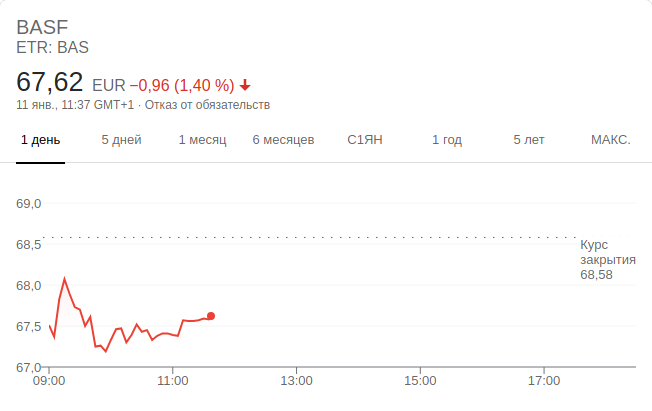 BASF
ETR: BAS
67,62 EUR −0,96 (1,40 %)
11 янв., 11:37 GMT+1 · Отказ от обязательств
1 день 5 дней 1 месяц 6 месяцев С1ЯН 1 год 5 лет МАКС.
69,0
68,5
Курс
закрытия
68,58
68,0
67,5
67,0
09:00 11:00 13:00 15:00 17:00